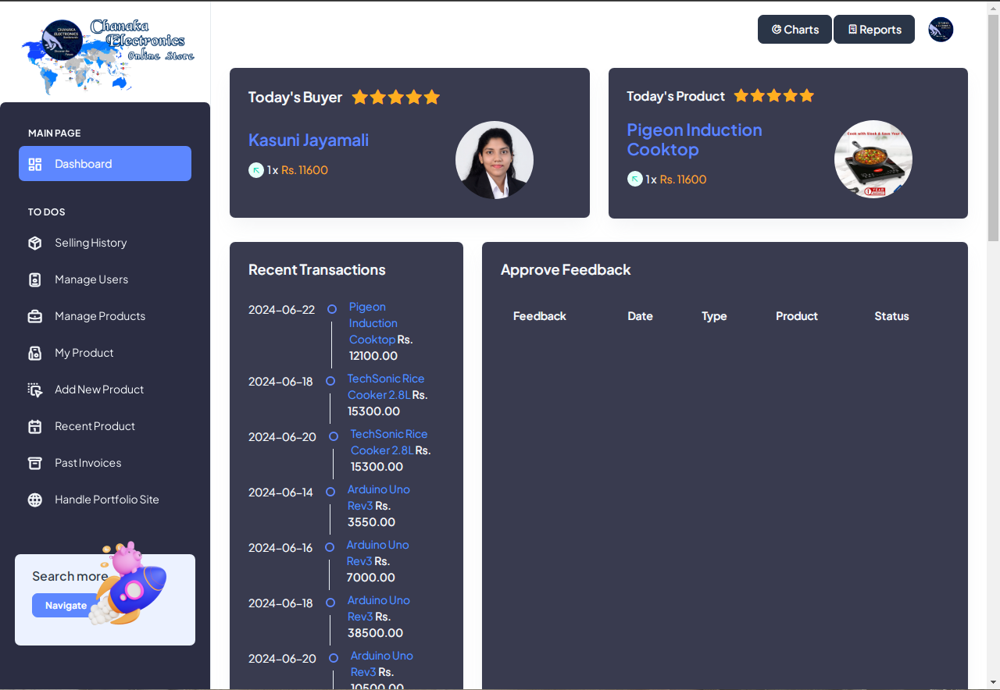 Chanaka
Electronics
Online Store
CHANAKA
ELECTRONICS
Charts
Reports
MAIN PAGE
Dashboard
TO DOS
Selling History
Manage Users
Manage Products
My Product
Add New Product
Recent Product
Past Invoices
Handle Portfolio Site
Search more
Navigate
Today's Buyer
Kasuni Jayamali
1 x Rs. 11600
Today's Product
Pigeon Induction
Cooktop
1 x Rs. 11600
Recent Transactions
2024-06-22
Pigeon
Induction
Cooktop Rs.
12100.00
2024-06-18
TechSonic Rice
Cooker 2.8L Rs.
15300.00
2024-06-20
TechSonic Rice
Cooker 2.8L Rs.
15300.00
2024-06-14
Arduino Uno
Rev3 Rs.
3550.00
2024-06-16
Arduino Uno
Rev3 Rs.
7000.00
2024-06-18
Arduino Uno
Rev3 Rs.
38500.00
2024-06-20
Arduino Uno
Rev3 Rs.
10500.00
Approve Feedback
Feedback Date Type Product Status